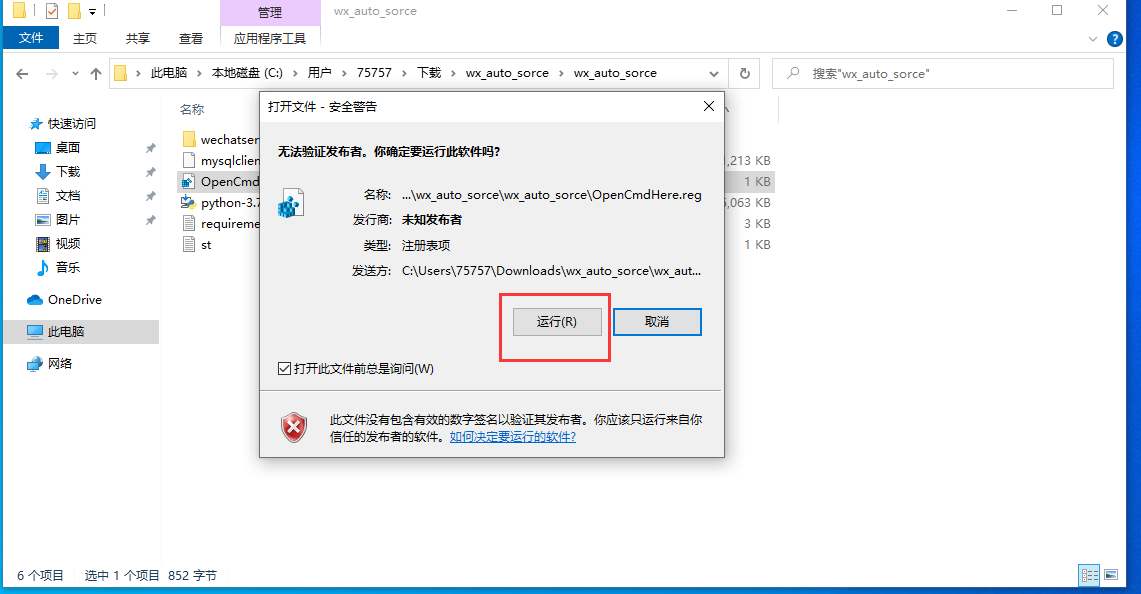 管理
wx_auto_sorce
文件
主页
共享
查看
应用程序工具
此电脑 › 本地磁盘 (C:) › 用户 › 75757 › 下载 › wx_auto_sorce › wx_auto_sorce
搜索"wx_auto_sorce"
快速访问
桌面
下载
文档
图片
视频
音乐
OneDrive
此电脑
网络
名称
wechatser
mysqlclien
,213 KB
OpenCmd
1 KB
python-3.7
,063 KB
requireme
3 KB
st
1 KB
打开文件 - 安全警告
无法验证发布者。你确定要运行此软件吗?
名称: ...\wx_auto_sorce\wx_auto_sorce\OpenCmdHere.reg
发行商: 未知发布者
类型: 注册表项
发送方: C:\Users\75757\Downloads\wx_auto_sorce\wx_aut...
运行(R)
取消
打开此文件前总是询问(W)
此文件没有包含有效的数字签名以验证其发布者。你应该只运行来自你
信任的发布者的软件。如何决定要运行的软件?
6 个项目
选中 1 个项目 852 字节